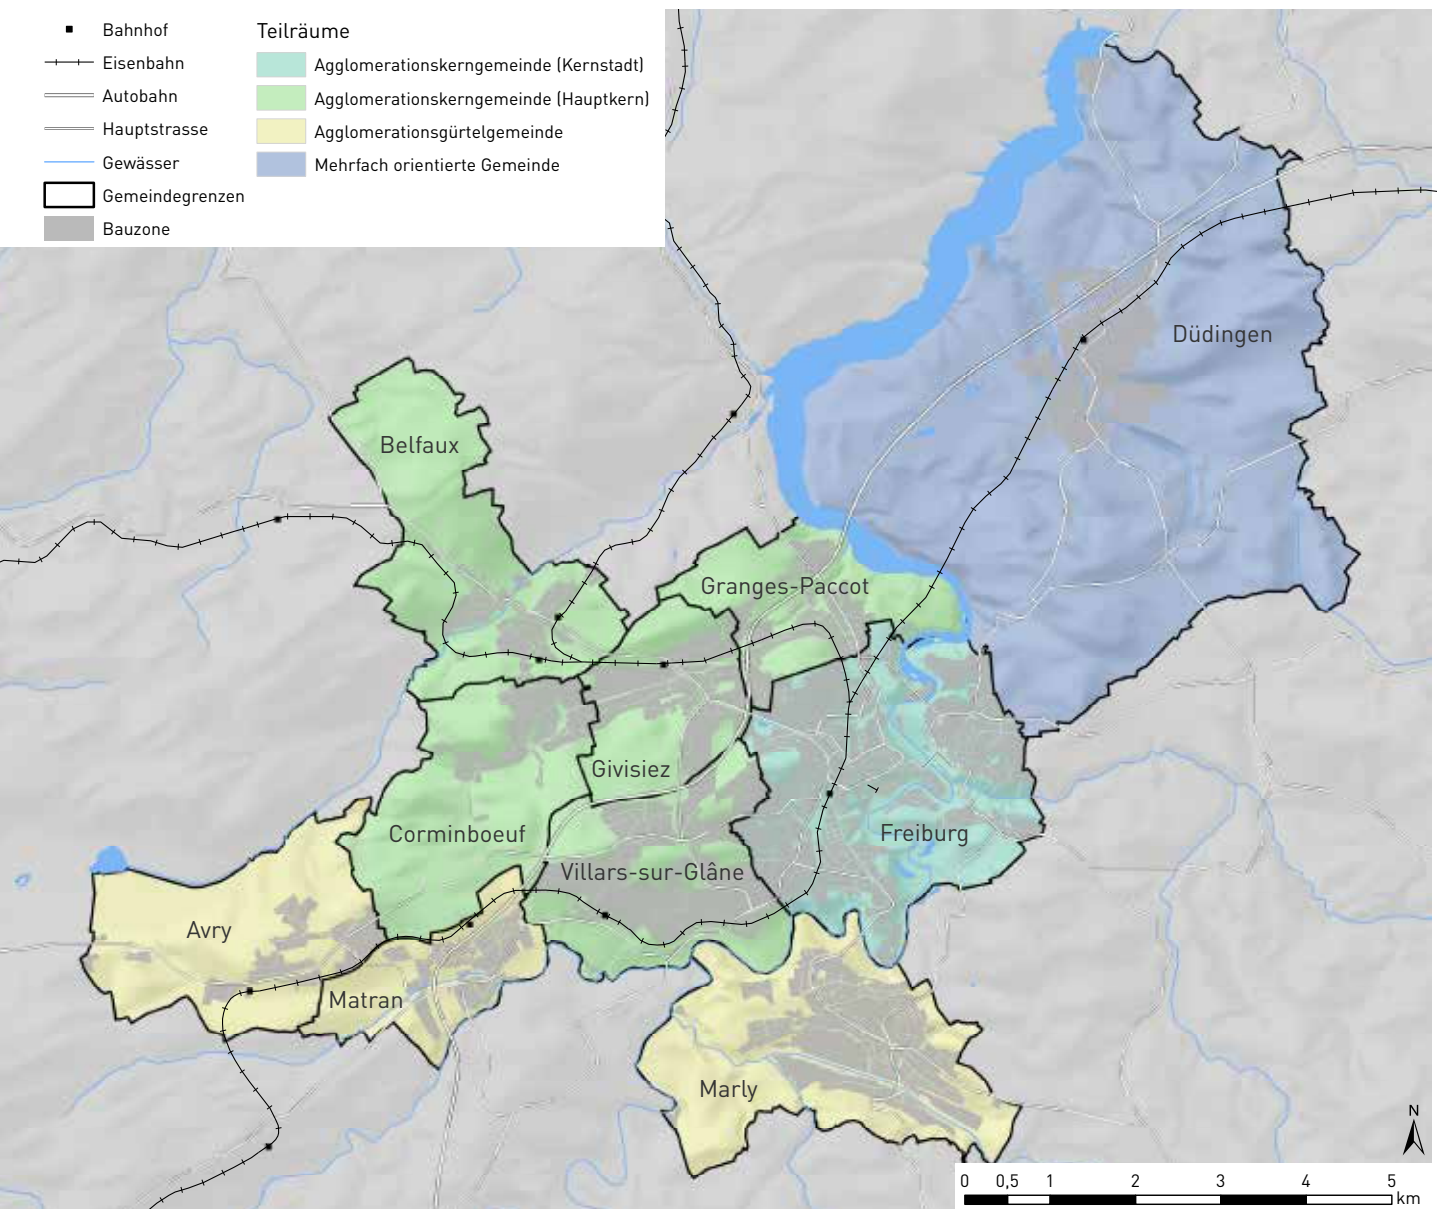 Bahnhof
Eisenbahn
Autobahn
Hauptstrasse
Gewässer
Gemeindegrenzen
Bauzone
Teilräume
Agglomerationskerngemeinde (Kernstadt)
Agglomerationskerngemeinde (Hauptkern)
Agglomerationsgürtelgemeinde
Mehrfach orientierte Gemeinde
Düdingen
Belfaux
Granges-Paccot
Givisiez
Corminboeuf
Freiburg
Villars-sur-Glâne
Avry
Matran
Marly
N
0 0,5 1 2 3 4 5
km